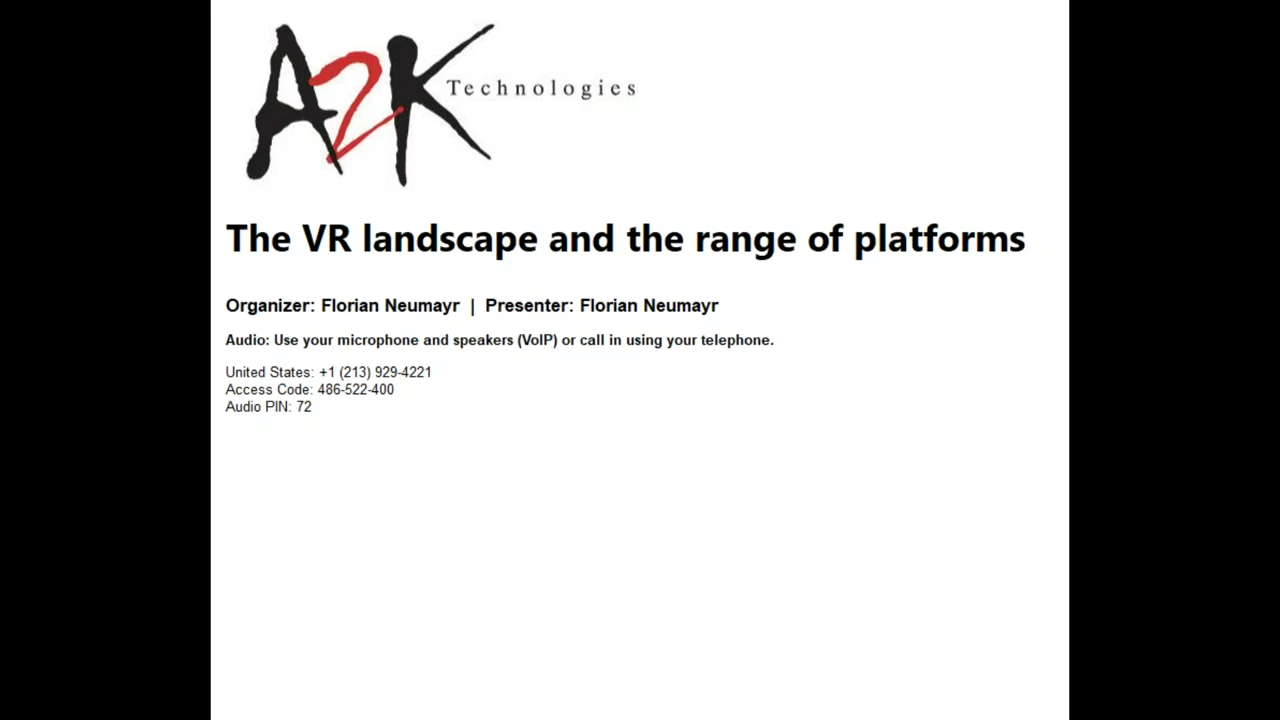 A2K Technologies
The VR landscape and the range of platforms
Organizer: Florian Neumayr | Presenter: Florian Neumayr
Audio: Use your microphone and speakers (VoIP) or call in using your telephone.
United States: +1 (213) 929-4221
Access Code: 486-522-400
Audio PIN: 72